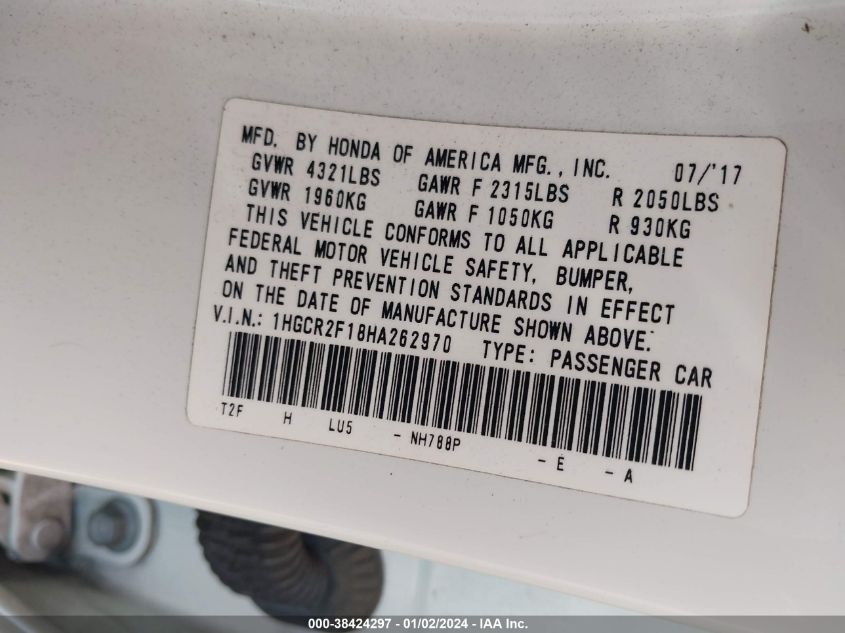 MFD. BY HONDA OF AMERICA MFG., INC. 07/'17
GVWR 4321LBS GAWR F 2315LBS R 2050LBS
GVWR 1960KG GAWR F 1050KG R 930KG
THIS VEHICLE CONFORMS TO ALL APPLICABLE
FEDERAL MOTOR VEHICLE SAFETY, BUMPER,
AND THEFT PREVENTION STANDARDS IN EFFECT
ON THE DATE OF MANUFACTURE SHOWN ABOVE.
V.I.N.: 1HGCR2F18HA262970 TYPE: PASSENGER CAR
T2F H LU5 - NH788P - E - A
000-38424297 - 01/02/2024 - IAA Inc.